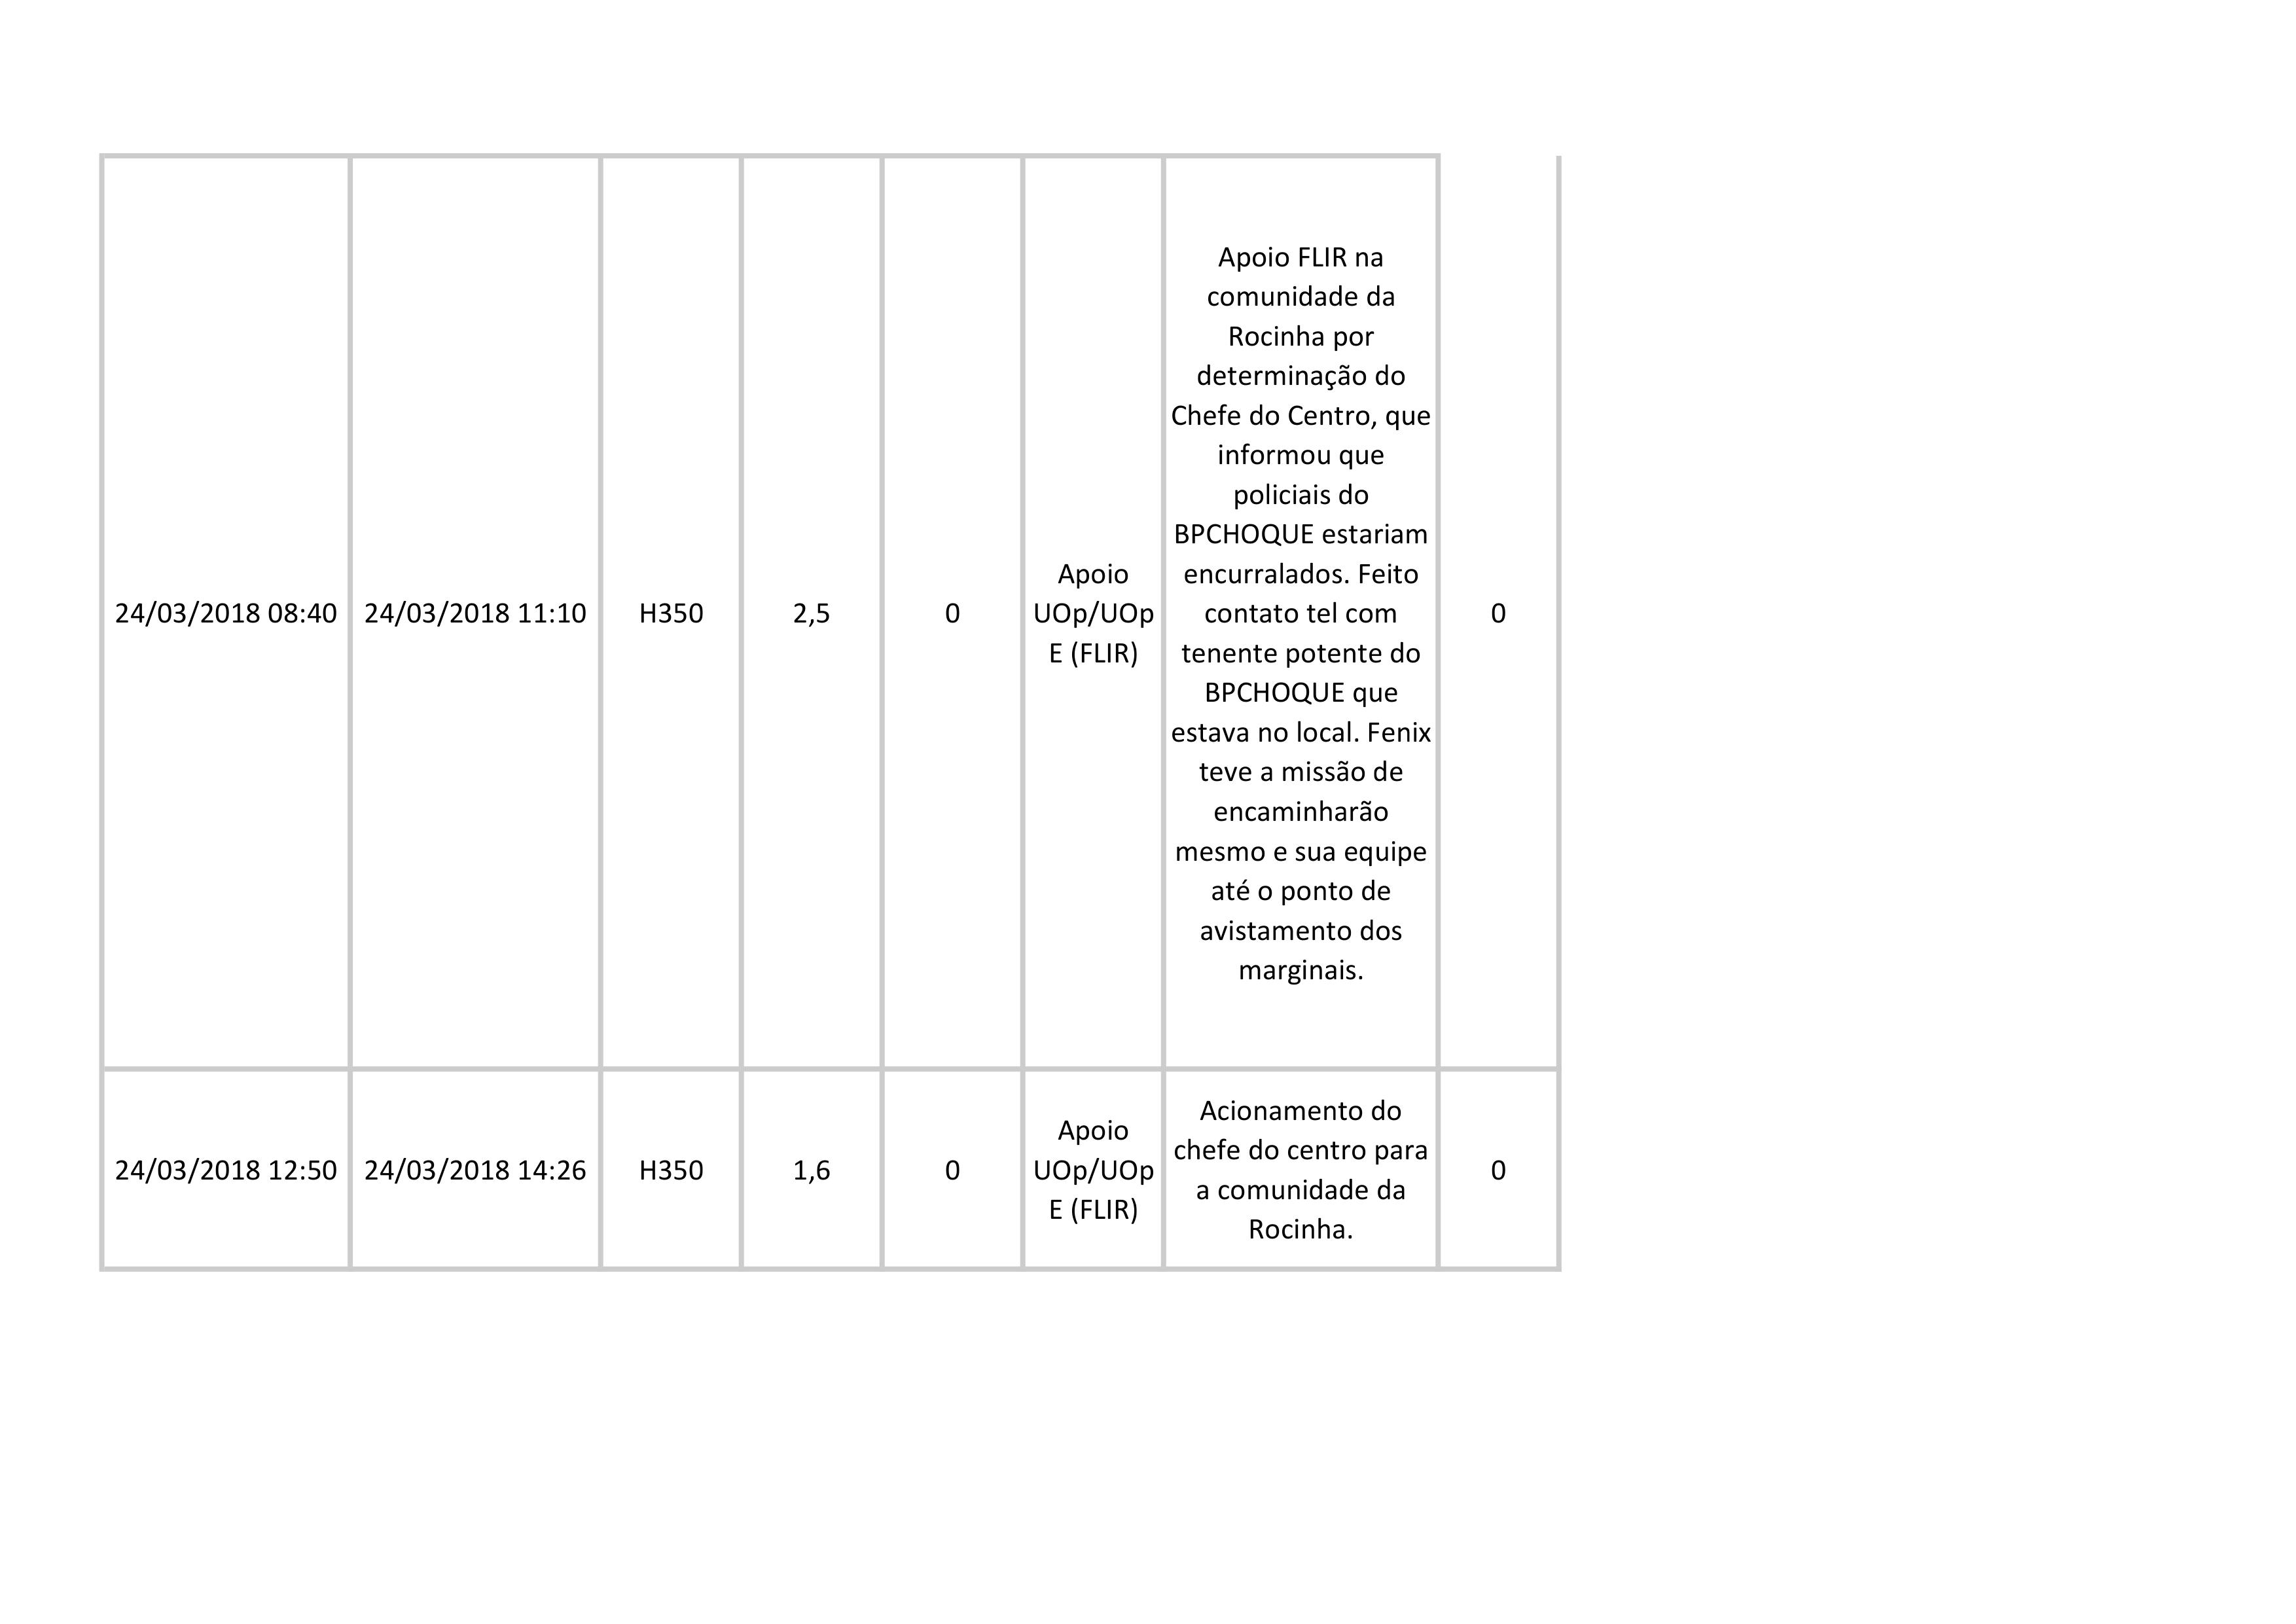 24/03/2018 08:40
24/03/2018 11:10
H350
2,5
0
Apoio
UOp/UOp
E (FLIR)
Apoio FLIR na
comunidade da
Rocinha por
determinação do
Chefe do Centro, que
informou que
policiais do
BPCHOQUE estariam
encurralados. Feito
contato tel com
tenente potente do
BPCHOQUE que
estava no local. Fenix
teve a missão de
encaminharão
mesmo e sua equipe
até o ponto de
avistamento dos
marginais.
0
24/03/2018 12:50
24/03/2018 14:26
H350
1,6
0
Apoio
UOp/UOp
E (FLIR)
Acionamento do
chefe do centro para
a comunidade da
Rocinha.
0